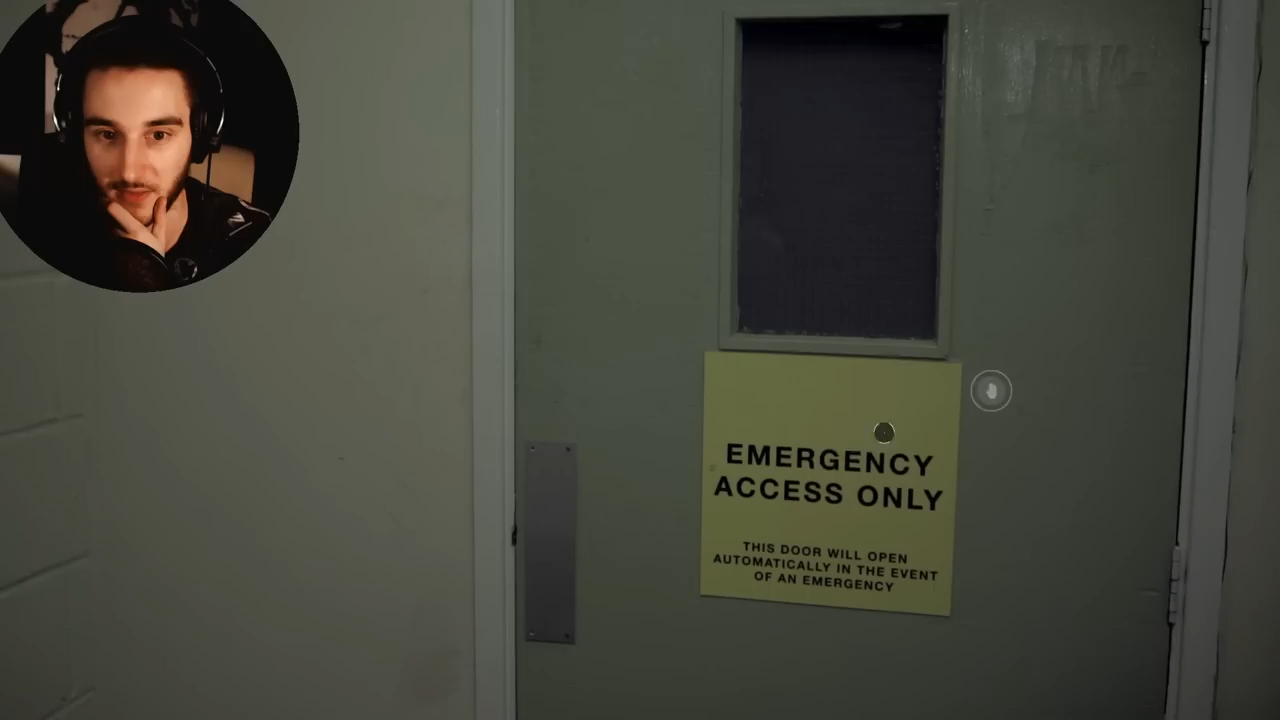 EMERGENCY
ACCESS ONLY
THIS DOOR WILL OPEN
AUTOMATICALLY IN THE EVENT
OF AN EMERGENCY